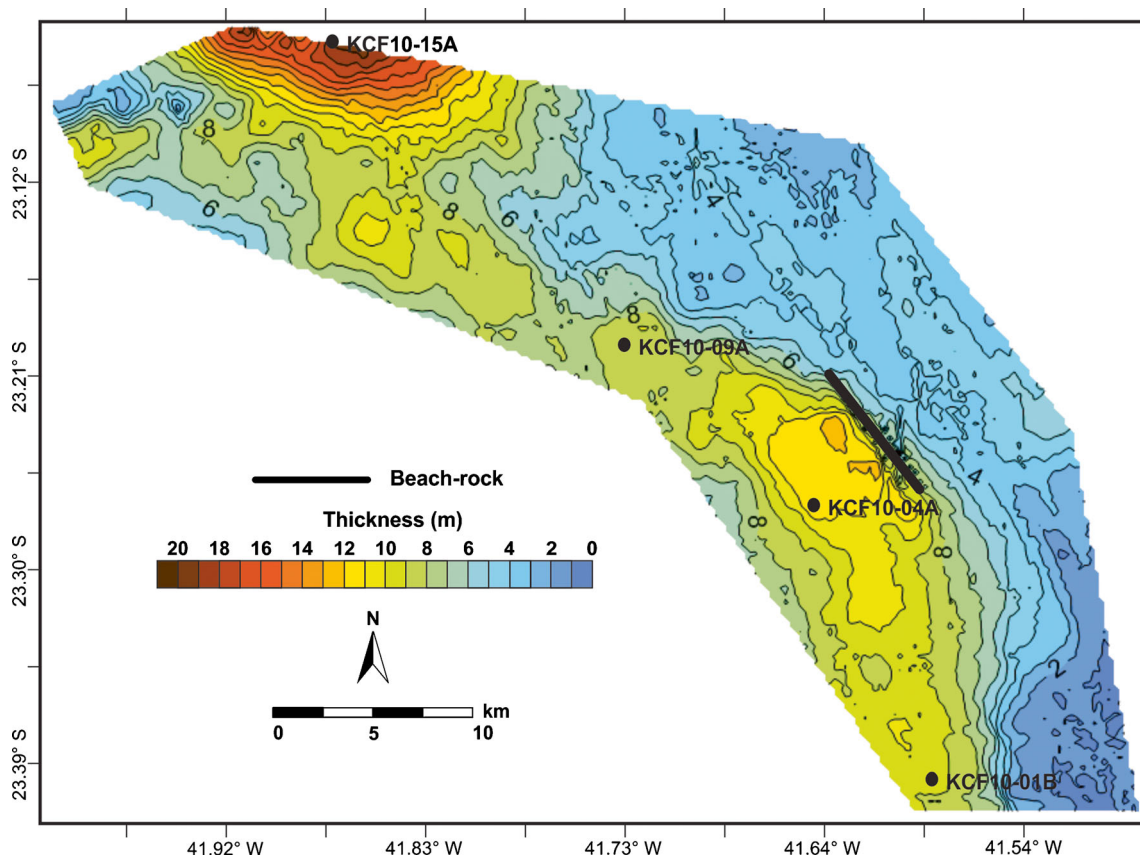 KCF10-15A
8
23.12° S
6
8
6
4
8
KCF10-09A
6
23.21° S
4
Beach-rock
KCF10-04A
Thickness (m)
20 18 16 14 12 10 8 6 4 2 0
8
8
23.30° S
N
2
km
0 5 10
23.39° S
KCF10-01B
41.92° W 41.83° W 41.73° W 41.64° W 41.54° W